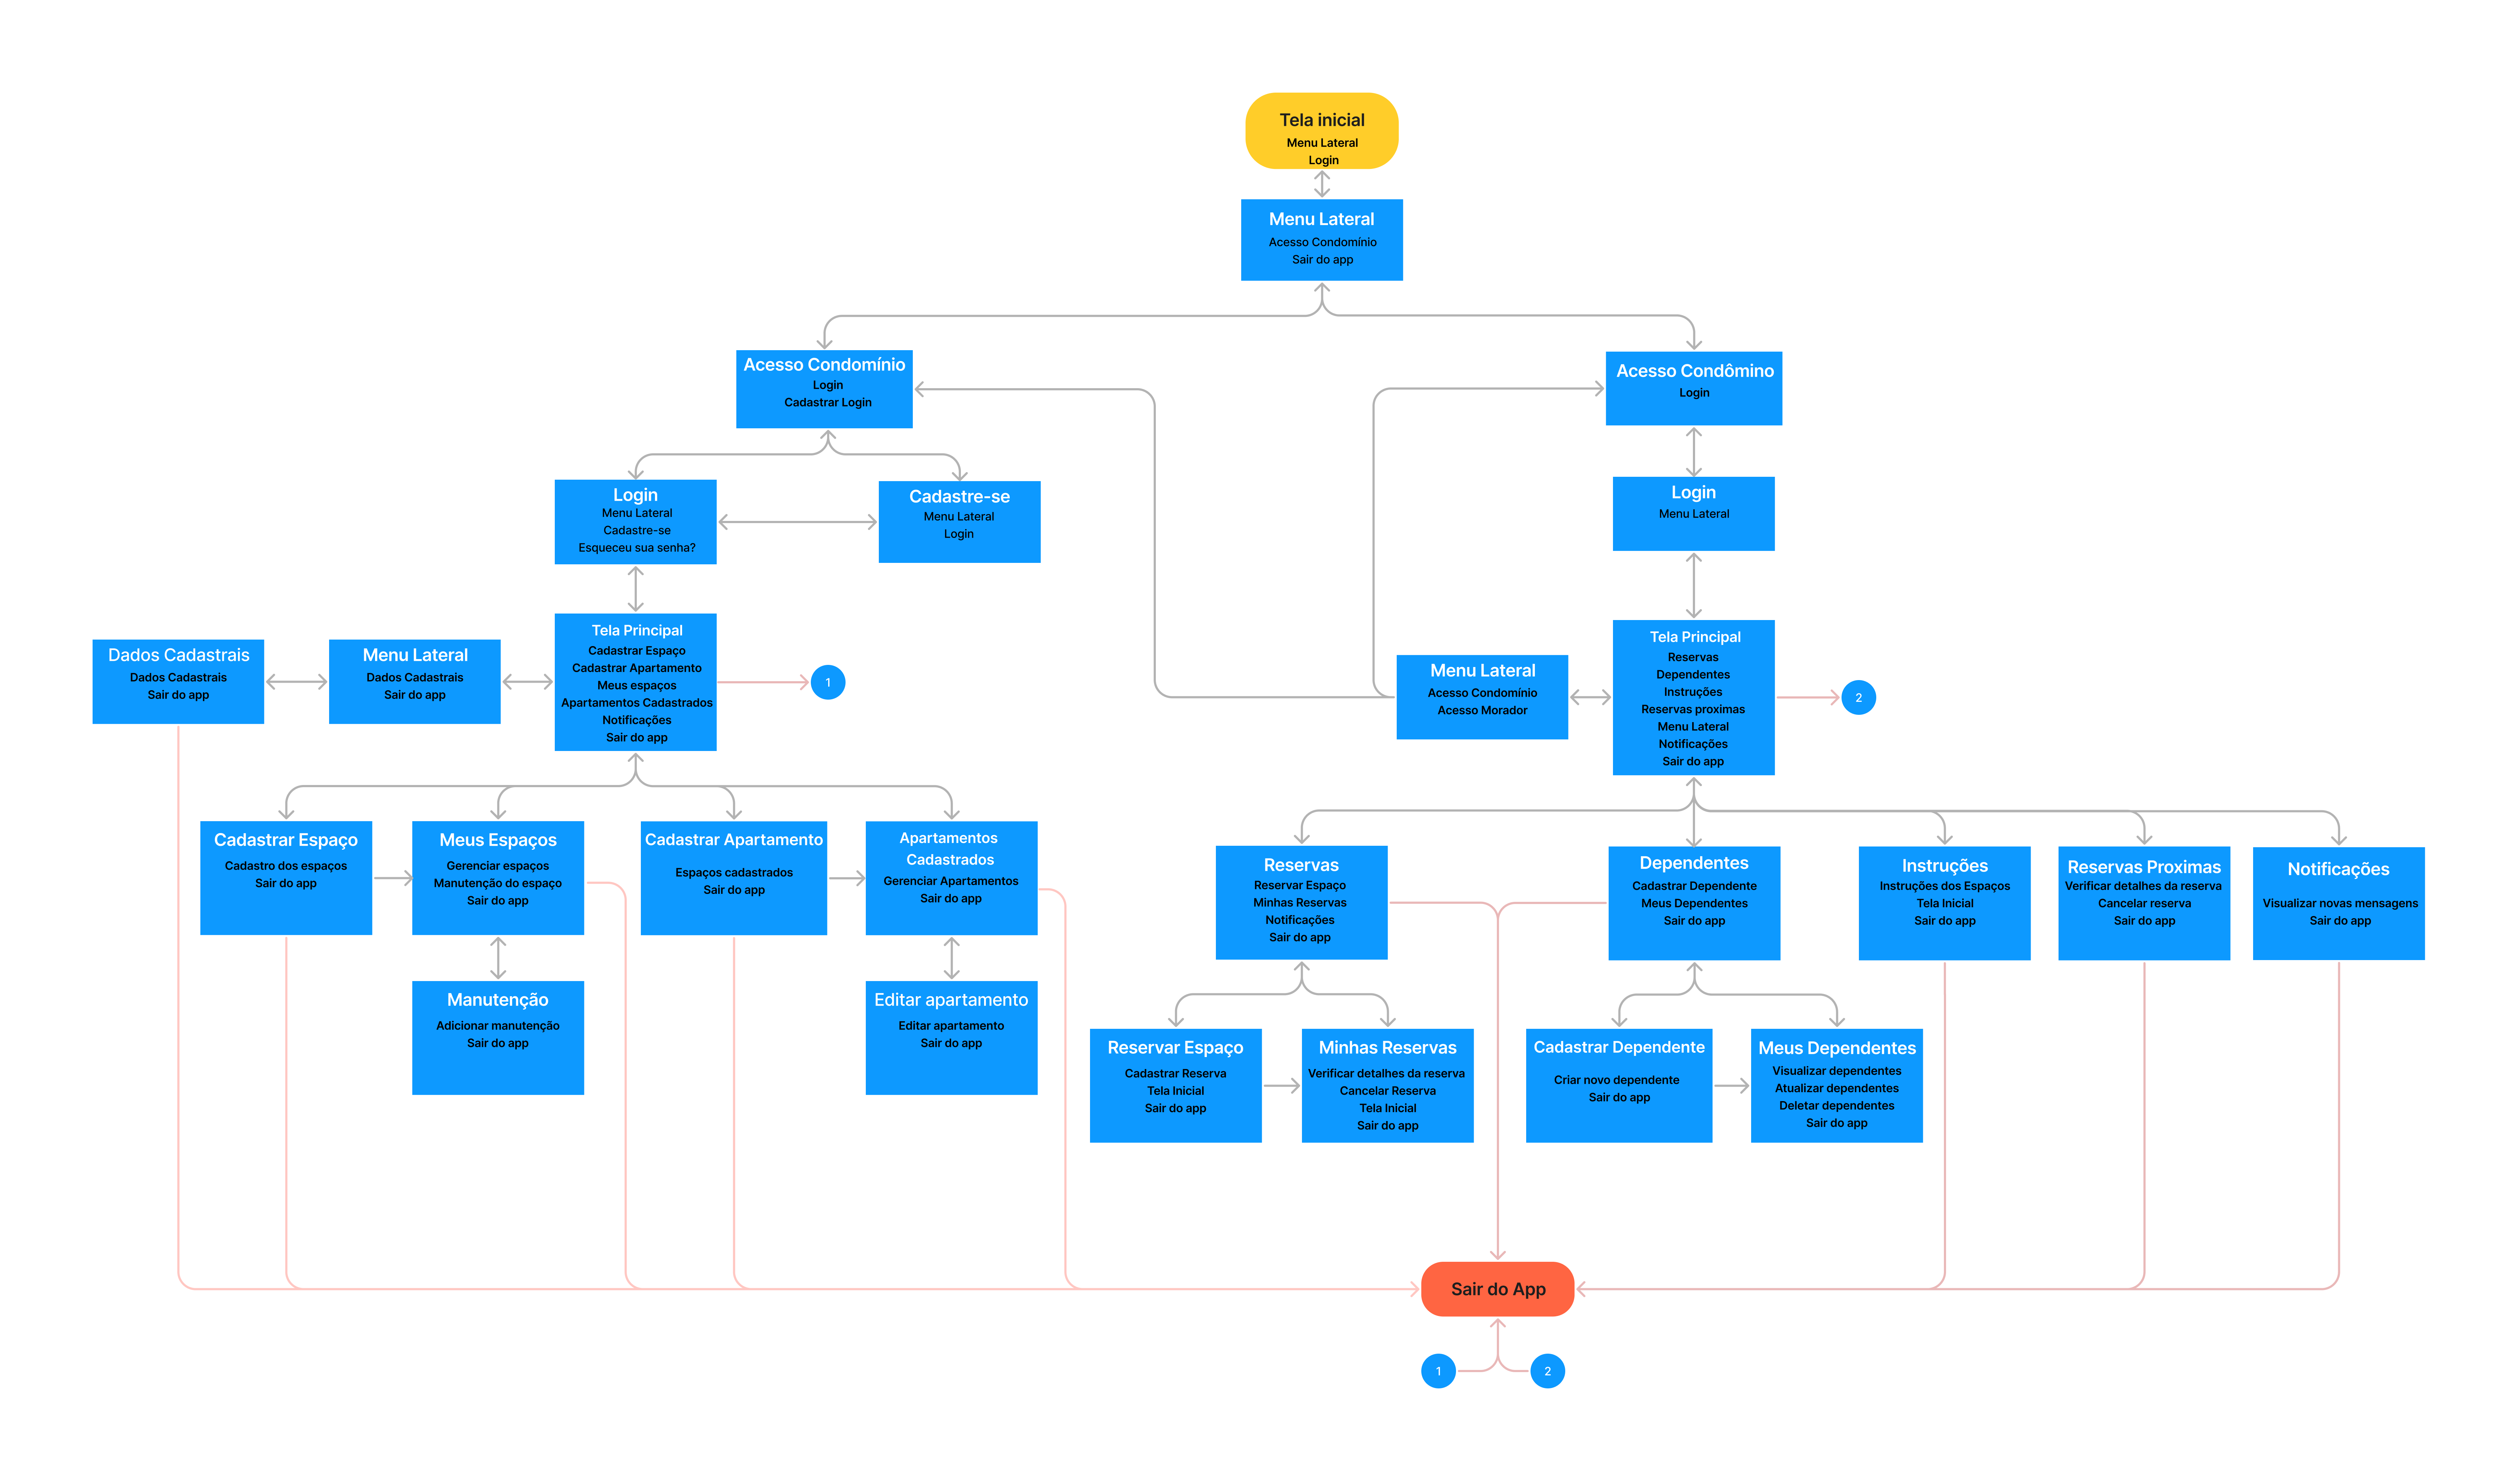 Tela inicial
Menu Lateral
Login
Menu Lateral
Acesso Condomínio
Sair do app
Acesso Condomínio
Login
Cadastrar Login
Acesso Condômino
Login
Login
Menu Lateral
Cadastre-se
Esqueceu sua senha?
Cadastre-se
Menu Lateral
Login
Login
Menu Lateral
Dados Cadastrais
Dados Cadastrais
Sair do app
Menu Lateral
Dados Cadastrais
Sair do app
Tela Principal
Cadastrar Espaço
Cadastrar Apartamento
Meus espaços
Apartamentos Cadastrados
Notificações
Sair do app
1
Menu Lateral
Acesso Condomínio
Acesso Morador
Tela Principal
Reservas
Dependentes
Instruções
Reservas proximas
Menu Lateral
Notificações
Sair do app
2
Cadastrar Espaço
Cadastro dos espaços
Sair do app
Meus Espaços
Gerenciar espaços
Manutenção do espaço
Sair do app
Cadastrar Apartamento
Espaços cadastrados
Sair do app
Apartamentos
Cadastrados
Gerenciar Apartamentos
Sair do app
Reservas
Reservar Espaço
Minhas Reservas
Notificações
Sair do app
Dependentes
Cadastrar Dependente
Meus Dependentes
Sair do app
Instruções
Instruções dos Espaços
Tela Inicial
Sair do app
Reservas Proximas
Verificar detalhes da reserva
Cancelar reserva
Sair do app
Notificações
Visualizar novas mensagens
Sair do app
Manutenção
Adicionar manutenção
Sair do app
Editar apartamento
Editar apartamento
Sair do app
Reservar Espaço
Cadastrar Reserva
Tela Inicial
Sair do app
Minhas Reservas
Verificar detalhes da reserva
Cancelar Reserva
Tela Inicial
Sair do app
Cadastrar Dependente
Criar novo dependente
Sair do app
Meus Dependentes
Visualizar dependentes
Atualizar dependentes
Deletar dependentes
Sair do app
Sair do App
1
2